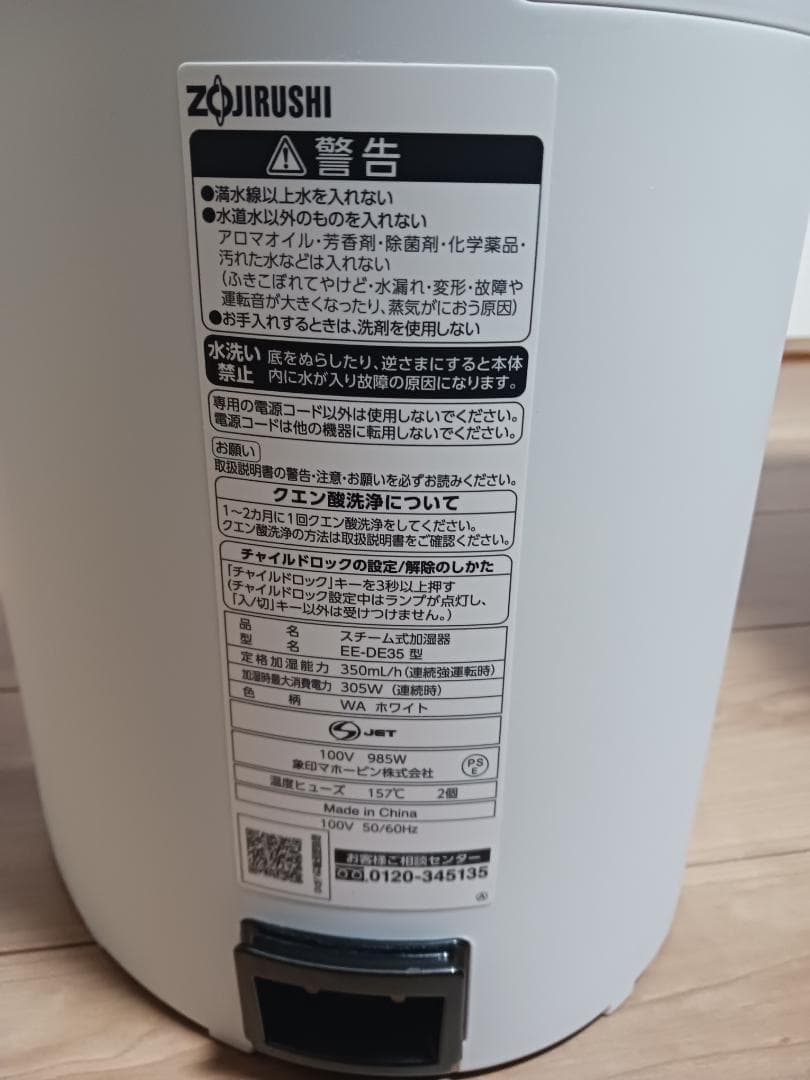 ZOJIRUSHI
警告
●満水線以上水を入れない
●水道水以外のものを入れない
アロマオイル・芳香剤・除菌剤・化学薬品・
汚れた水などは入れない
(ふきこぼれてやけど・水漏れ・変形・故障や
運転音が大きくなったり、蒸気がにおう原因)
●お手入れするときは、洗剤を使用しない
水洗い禁止
底をぬらしたり、逆さまにすると本体
内に水が入り故障の原因になります。
専用の電源コード以外は使用しないでください。
電源コードは他の機器に転用しないでください。
お願い
取扱説明書の警告・注意・お願いを必ずお読みください。
クエン酸洗浄について
1〜2カ月に1回クエン酸洗浄をしてください。
クエン酸洗浄の方法は取扱説明書をご確認ください。
チャイルドロックの設定/解除のしかた
「チャイルドロック」キーを3秒以上押す
(チャイルドロック設定中はランプが点灯し、
「入/切」キー以外は受けつけません。)
品名 スチーム式加湿器
型名 EE-DE35 型
定格加湿能力 350mL/h(連続強運転時)
加湿時最大消費電力 305W (連続時)
色柄 WA ホワイト
JET
100V 985W
象印マホービン株式会社
PS
E
温度ヒューズ 157℃ 2個
Made in China
100V 50/60Hz
お客様ご相談センター
0120-345135
Ⓐ